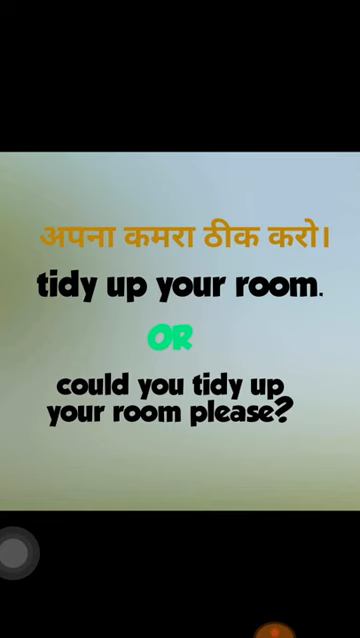 अपना कमरा ठीक करो।
tidy up your room.
OR
could you tidy up
your room please?